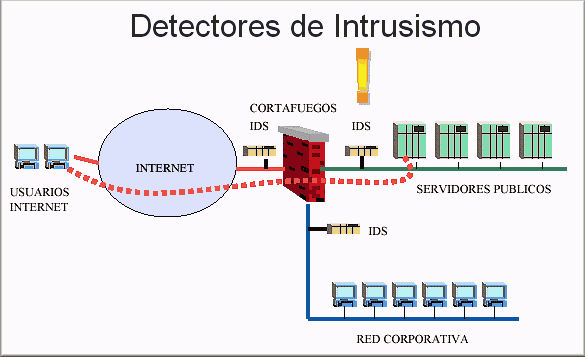 Detectores de Intrusismo
CORTAFUEGOS
IDS
IDS
INTERNET
USUARIOS
INTERNET
SERVIDORES PUBLICOS
IDS
RED CORPORATIVA